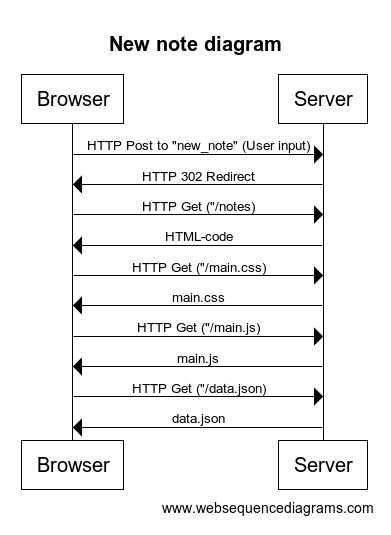 New note diagram
Browser
Server
HTTP Post to "new_note" (User input)
HTTP 302 Redirect
HTTP Get ("/notes)
HTML-code
HTTP Get ("/main.css)
main.css
HTTP Get ("/main.js)
main.js
HTTP Get ("/data.json)
data.json
Browser
Server
www.websequencediagrams.com